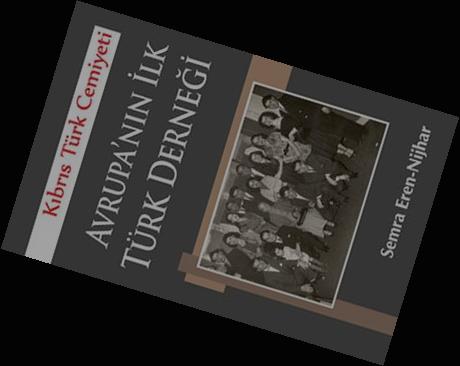 Kıbrıs Türk Cemiyeti
AVRUPA'NIN İLK
TÜRK DERNEĞİ
Semra Eren-Nijhar